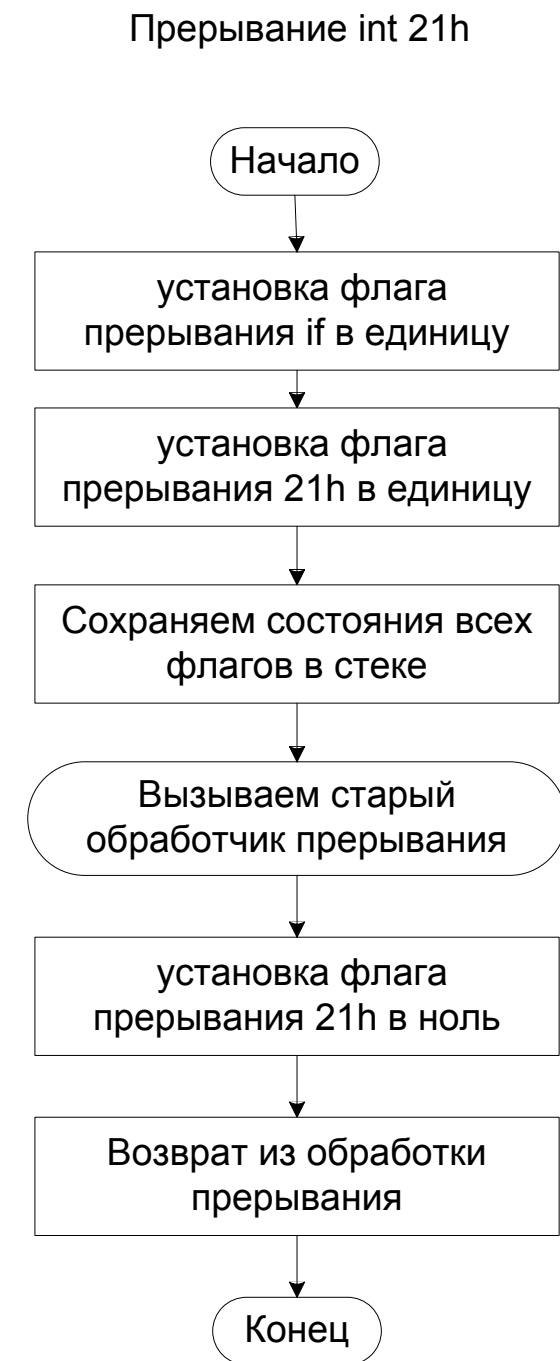 Прерывание int 21h
Начало
установка флага
прерывания if в единицу
установка флага
прерывания 21h в единицу
Сохраняем состояния всех
флагов в стеке
Вызываем старый
обработчик прерывания
установка флага
прерывания 21h в ноль
Возврат из обработки
прерывания
Конец